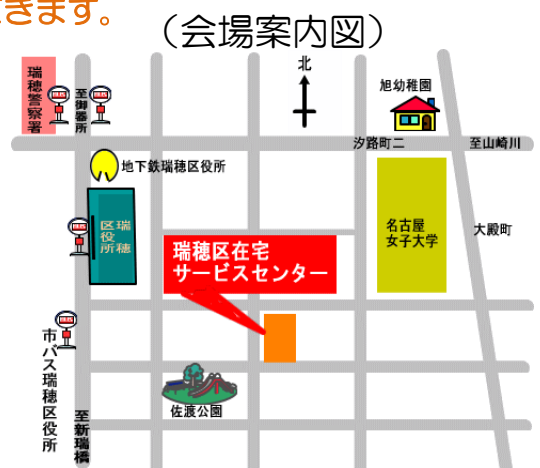 できます。
（会場案内図）
瑞穂警察署
至御器所
北
旭幼稚園
汐路町二
至山崎川
地下鉄瑞穂区役所
瑞穂
区役所
名古屋
女子大学
大殿町
瑞穂区在宅
サービスセンター
市バス瑞穂区役所
佐渡公園
至新瑞橋